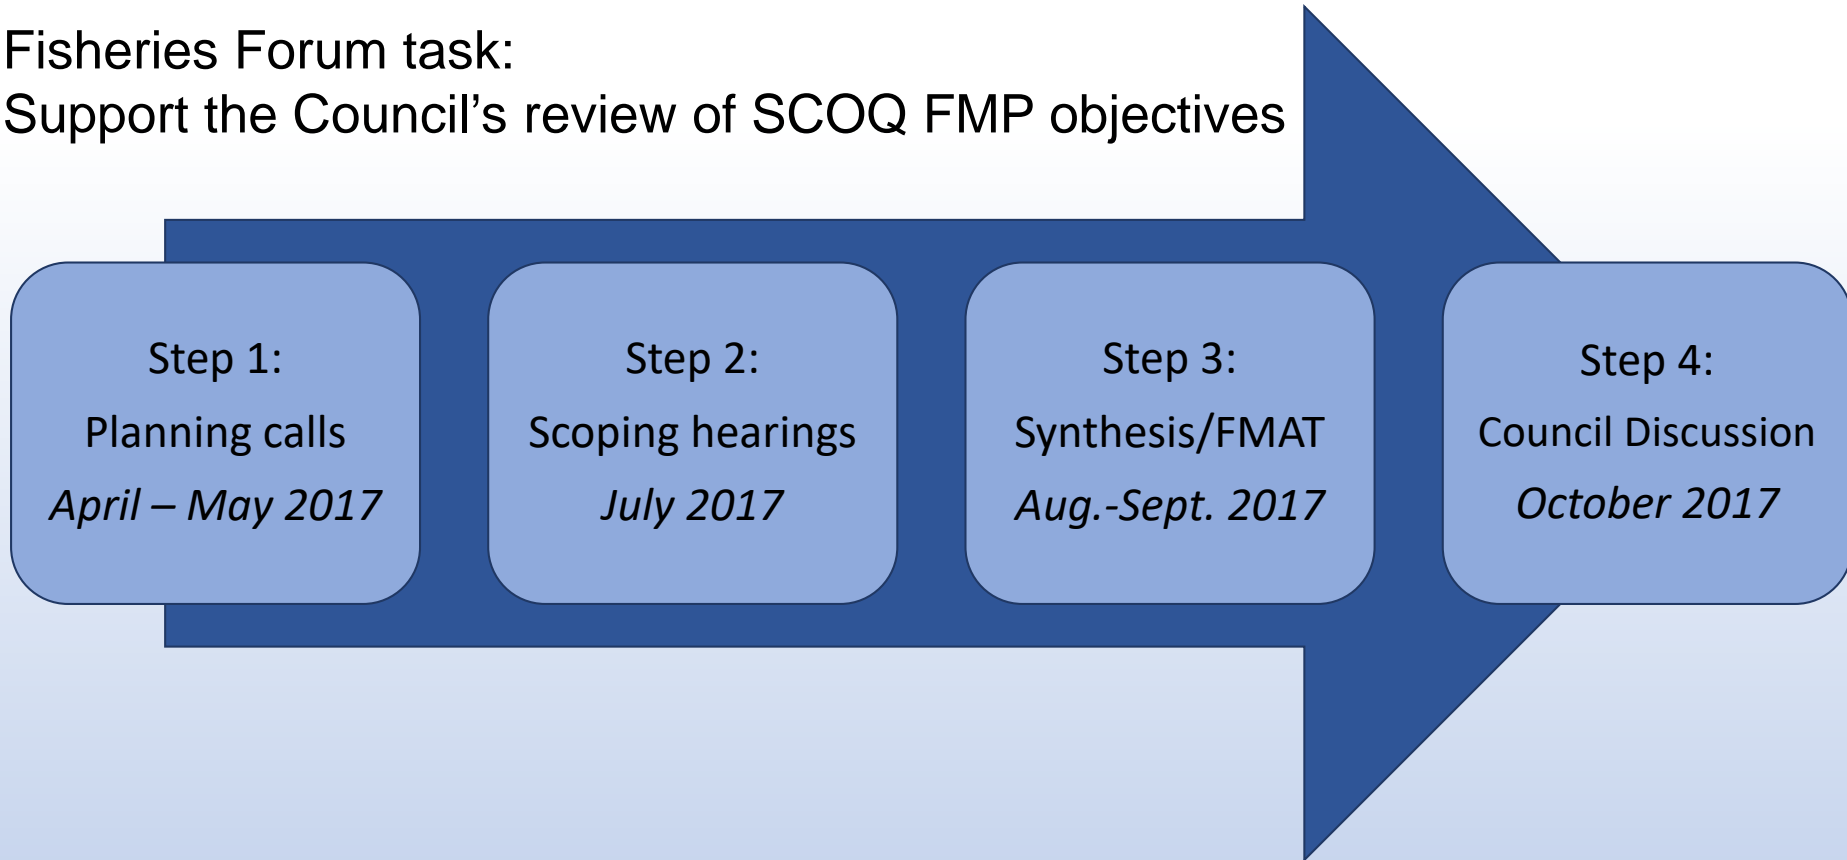 Fisheries Forum task:
Support the Council’s review of SCOQ FMP objectives
Step 1:
Planning calls
April – May 2017
Step 2:
Scoping hearings
July 2017
Step 3:
Synthesis/FMAT
Aug.-Sept. 2017
Step 4:
Council Discussion
October 2017